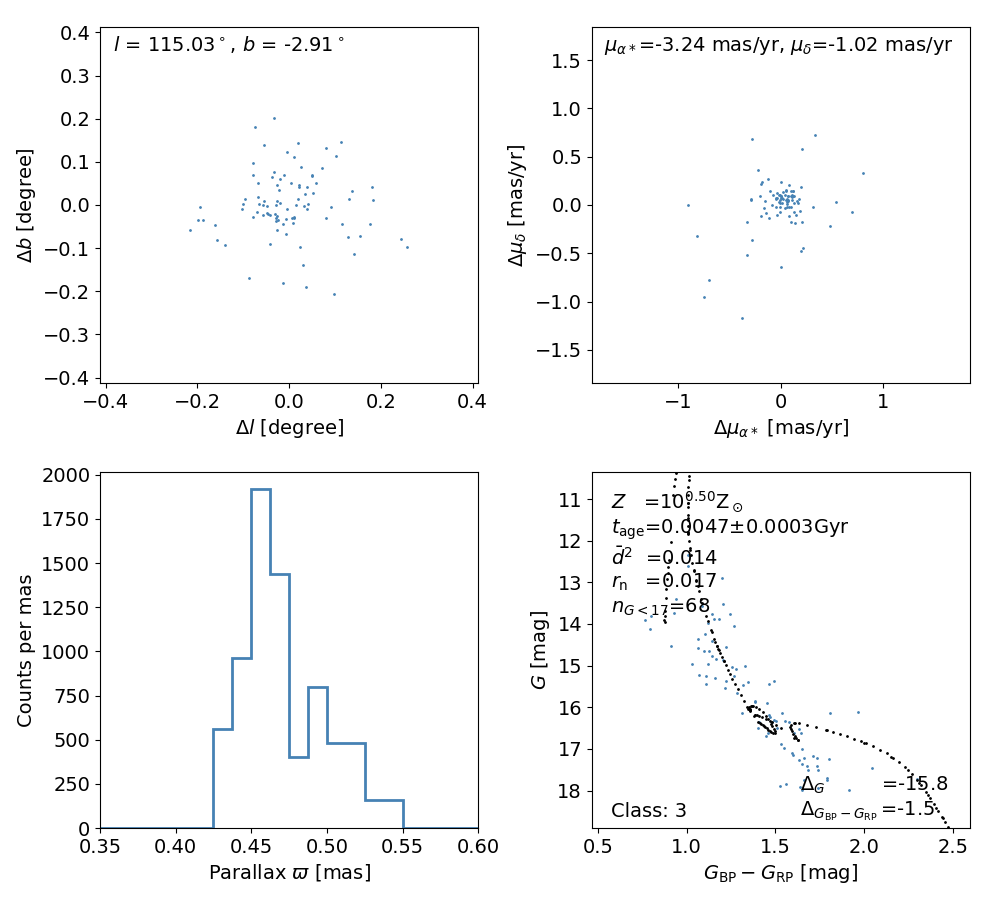 l = 115.03°, b = -2.91°
0.4
0.3
0.2
0.1
0.0
−0.1
−0.2
−0.3
−0.4
−0.4 −0.2 0.0 0.2 0.4
Δb [degree]
Δl [degree]
μα*=-3.24 mas/yr, μδ=-1.02 mas/yr
1.5
1.0
0.5
0.0
−0.5
−1.0
−1.5
−1 0 1
Δμδ [mas/yr]
Δμα* [mas/yr]
2000
1750
1500
1250
1000
750
500
250
0
0.35 0.40 0.45 0.50 0.55 0.60
Counts per mas
Parallax ϖ [mas]
Z =10^0.50 Z⊙
tage=0.0047±0.0003Gyr
d̄² =0.014
rn =0.017
nG<17=68
ΔG =-15.8
ΔGBP−GRP=-1.5
Class: 3
11
12
13
14
15
16
17
18
0.5 1.0 1.5 2.0 2.5
G [mag]
GBP − GRP [mag]